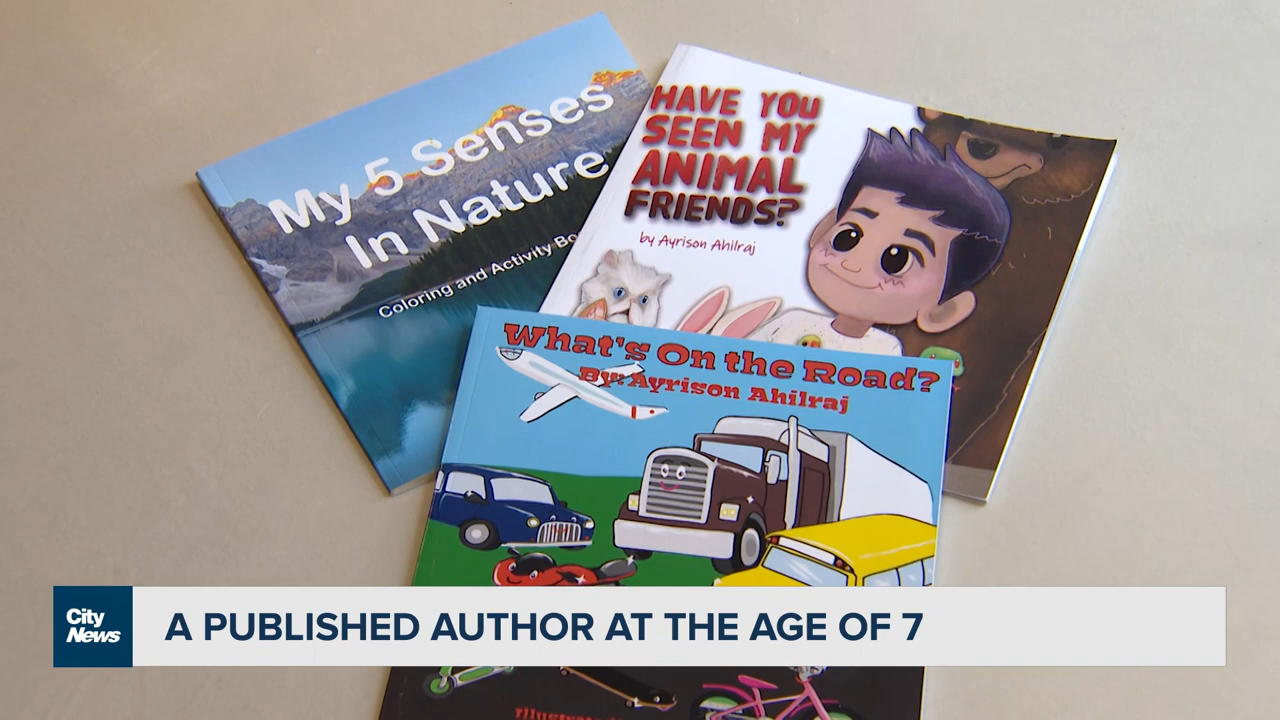 My 5 Senses
In Nature
Coloring and Activity
HAVE YOU
SEEN MY
ANIMAL
FRIENDS?
by Ayrison Ahilraj
What's On the Road?
By: Ayrison Ahilraj
City
News
A PUBLISHED AUTHOR AT THE AGE OF 7